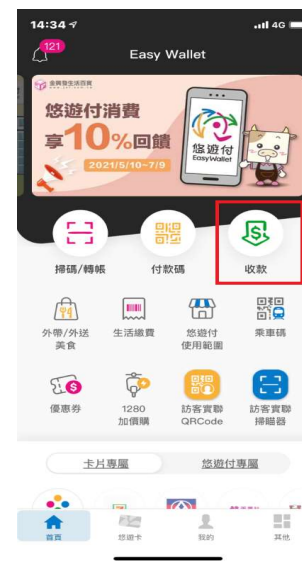 14:34
4G
121
Easy Wallet
金興發生活百貨
悠遊付消費
享10%回饋
2021/5/10~7/9
悠遊付
EasyWallet
掃碼/轉帳
付款碼
收款
外帶/外送
美食
生活繳費
悠遊付
使用範圍
乘車碼
優惠券
1280
加價購
訪客實聯
QRCode
訪客實聯
掃瞄器
卡片專屬
悠遊付專屬
首頁
悠遊卡
我的
其他